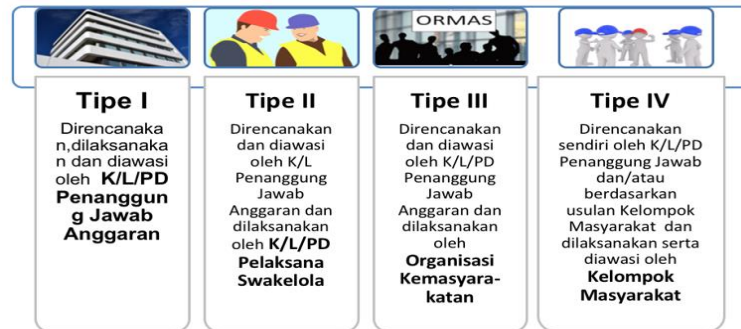 ORMAS
Tipe I
Direncanaka
n,dilaksanaka
n dan diawasi
oleh K/L/PD
Penanggun
g Jawab
Anggaran
Tipe II
Direncanakan
dan diawasi
oleh K/L
Penanggung
Jawab
Anggaran dan
dilaksanakan
oleh K/L/PD
Pelaksana
Swakelola
Tipe III
Direncanakan
dan diawasi
oleh K/L/PD
Penanggung
Jawab
Anggaran dan
dilaksanakan
oleh
Organisasi
Kemasyara-
katan
Tipe IV
Direncanakan
sendiri oleh K/L/PD
Penanggung Jawab
dan/atau
berdasarkan
usulan Kelompok
Masyarakat dan
dilaksanakan serta
diawasi oleh
Kelompok
Masyarakat